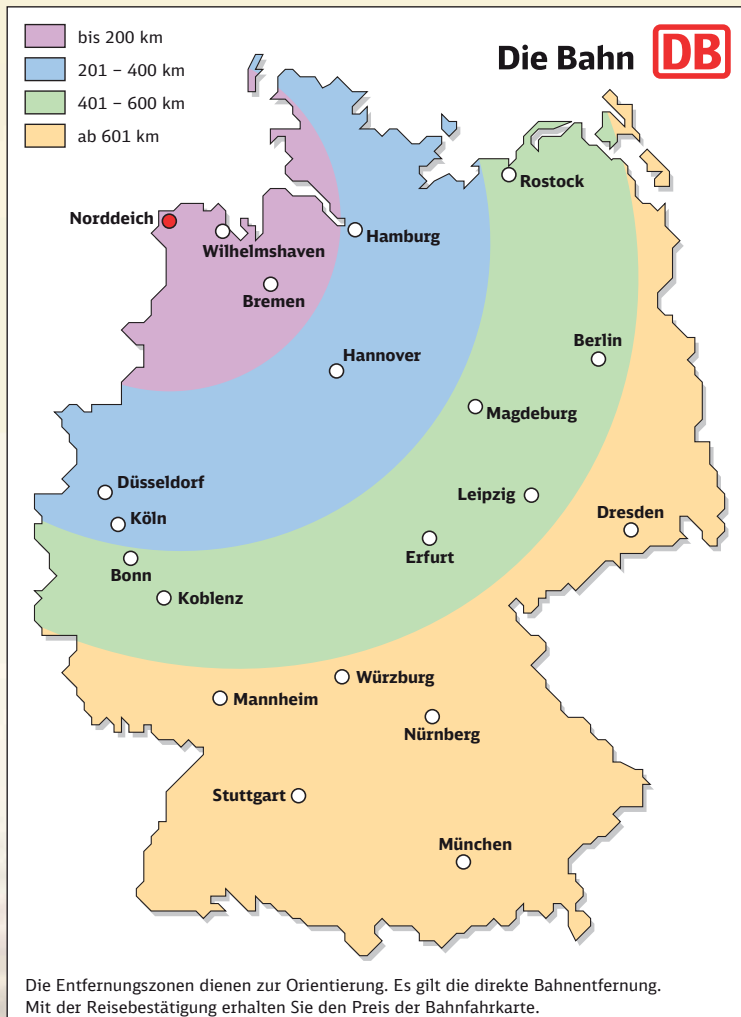 bis 200 km
201 – 400 km
401 – 600 km
ab 601 km
Die Bahn DB
Norddeich
Wilhelmshaven
Bremen
Hamburg
Rostock
Hannover
Berlin
Magdeburg
Düsseldorf
Köln
Leipzig
Dresden
Erfurt
Bonn
Koblenz
Würzburg
Mannheim
Nürnberg
Stuttgart
München
Die Entfernungszonen dienen zur Orientierung. Es gilt die direkte Bahnentfernung.
Mit der Reisebestätigung erhalten Sie den Preis der Bahnfahrkarte.